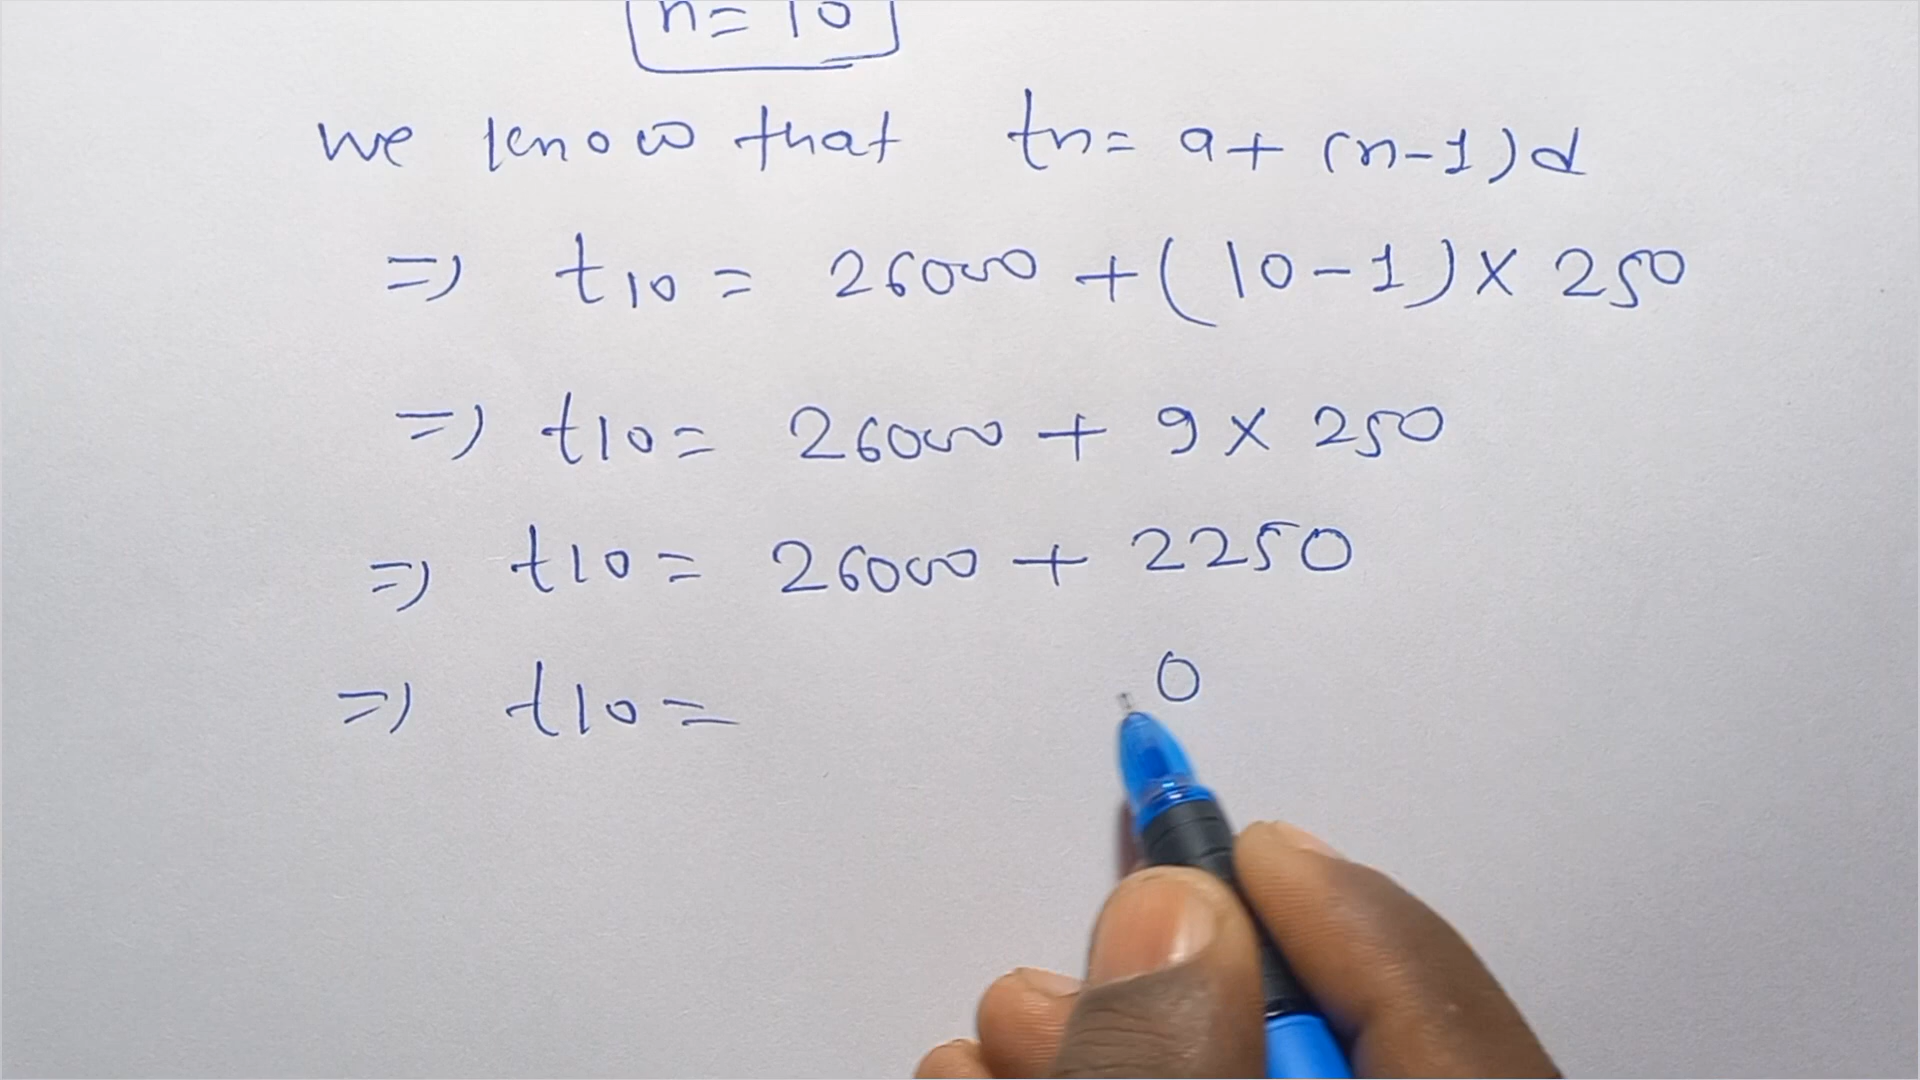 n = 10
we know that tn = a + (n-1)d
=> t10 = 26000 + (10-1) x 250
=> t10 = 26000 + 9 x 250
=> t10 = 26000 + 2250
=> t10 = 0